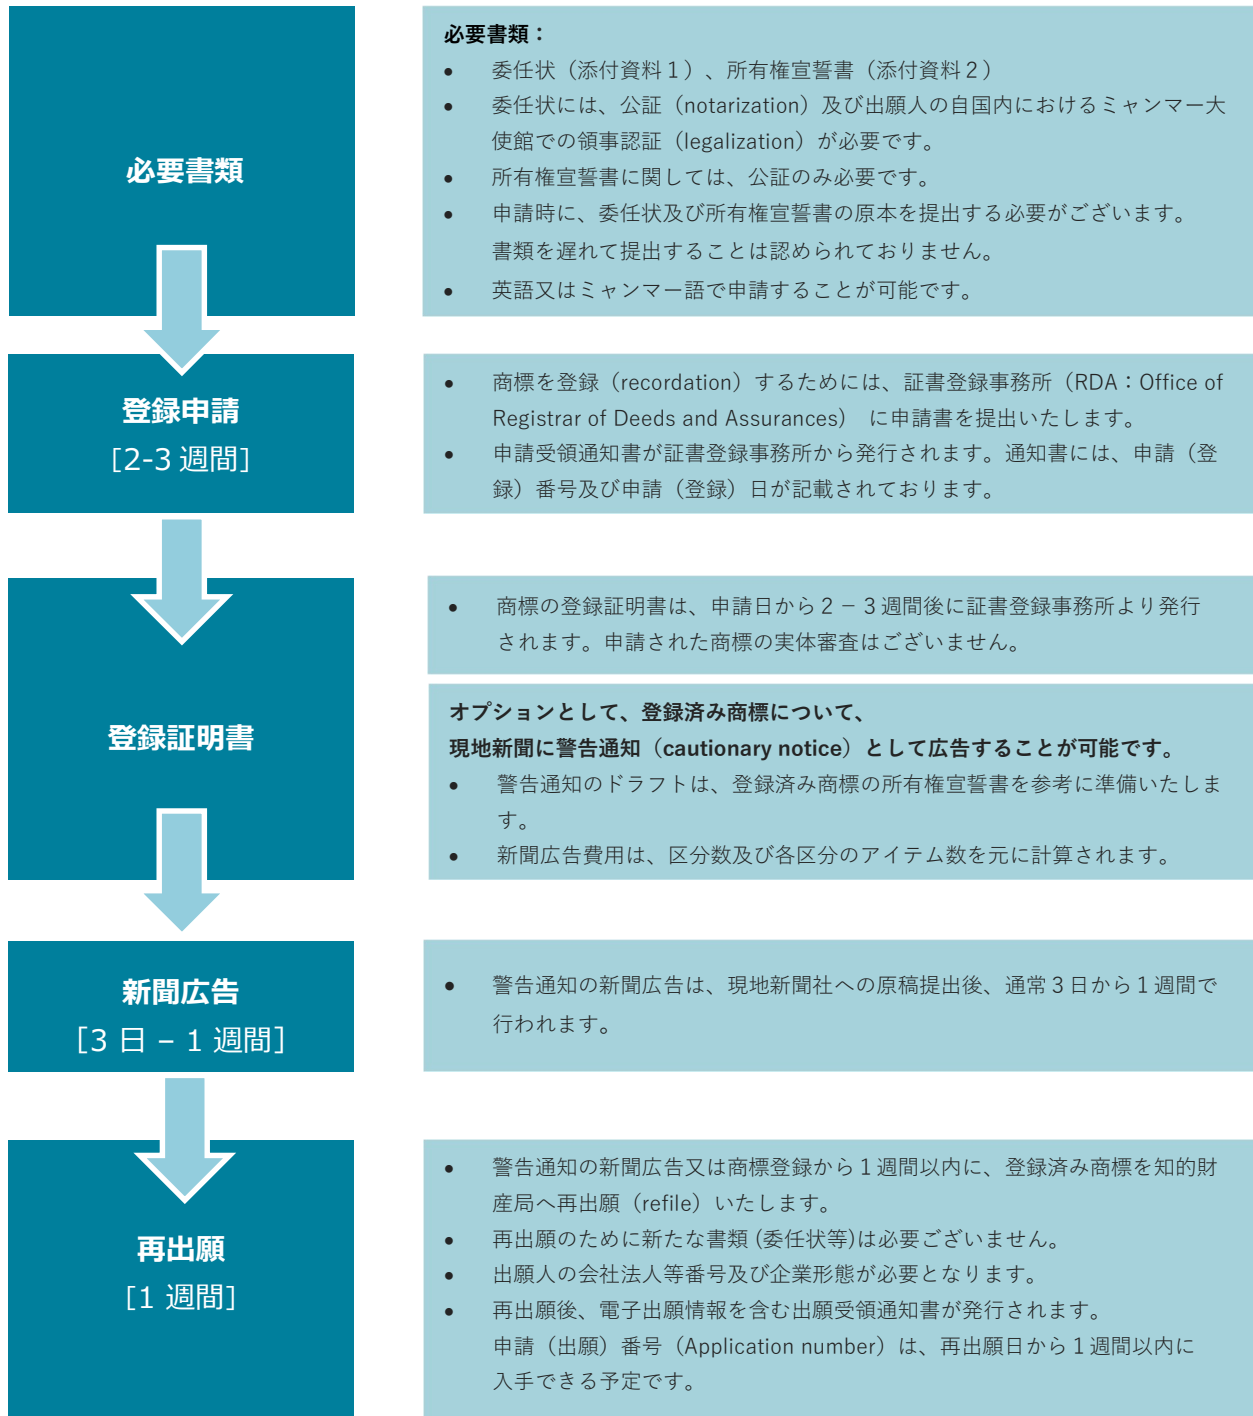 必要書類
必要書類：
• 委任状（添付資料１）、所有権宣誓書（添付資料２）
• 委任状には、公証（notarization）及び出願人の自国内におけるミャンマー大
使館での領事認証（legalization）が必要です。
• 所有権宣誓書に関しては、公証のみ必要です。
• 申請時に、委任状及び所有権宣誓書の原本を提出する必要がございます。
書類を遅れて提出することは認められておりません。
• 英語又はミャンマー語で申請することが可能です。
登録申請
[2-3 週間]
• 商標を登録（recordation）するためには、証書登録事務所（RDA：Office of
Registrar of Deeds and Assurances） に申請書を提出いたします。
• 申請受領通知書が証書登録事務所から発行されます。通知書には、申請（登
録）番号及び申請（登録）日が記載されております。
登録証明書
• 商標の登録証明書は、申請日から２－３週間後に証書登録事務所より発行
されます。申請された商標の実体審査はございません。
オプションとして、登録済み商標について、
現地新聞に警告通知（cautionary notice）として広告することが可能です。
• 警告通知のドラフトは、登録済み商標の所有権宣誓書を参考に準備いたしま
す。
• 新聞広告費用は、区分数及び各区分のアイテム数を元に計算されます。
新聞広告
[3 日 – 1 週間]
• 警告通知の新聞広告は、現地新聞社への原稿提出後、通常３日から１週間で
行われます。
再出願
[1 週間]
• 警告通知の新聞広告又は商標登録から１週間以内に、登録済み商標を知的財
産局へ再出願（refile）いたします。
• 再出願のために新たな書類 (委任状等)は必要ございません。
• 出願人の会社法人等番号及び企業形態が必要となります。
• 再出願後、電子出願情報を含む出願受領通知書が発行されます。
申請（出願）番号（Application number）は、再出願日から１週間以内に
入手できる予定です。